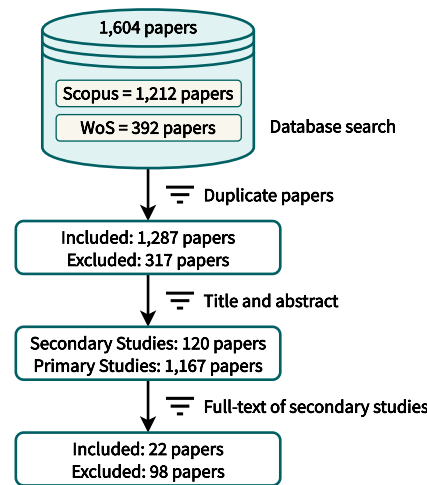 1,604 papers
Scopus = 1,212 papers
WoS = 392 papers
Database search
Duplicate papers
Included: 1,287 papers
Excluded: 317 papers
Title and abstract
Secondary Studies: 120 papers
Primary Studies: 1,167 papers
Full-text of secondary studies
Included: 22 papers
Excluded: 98 papers